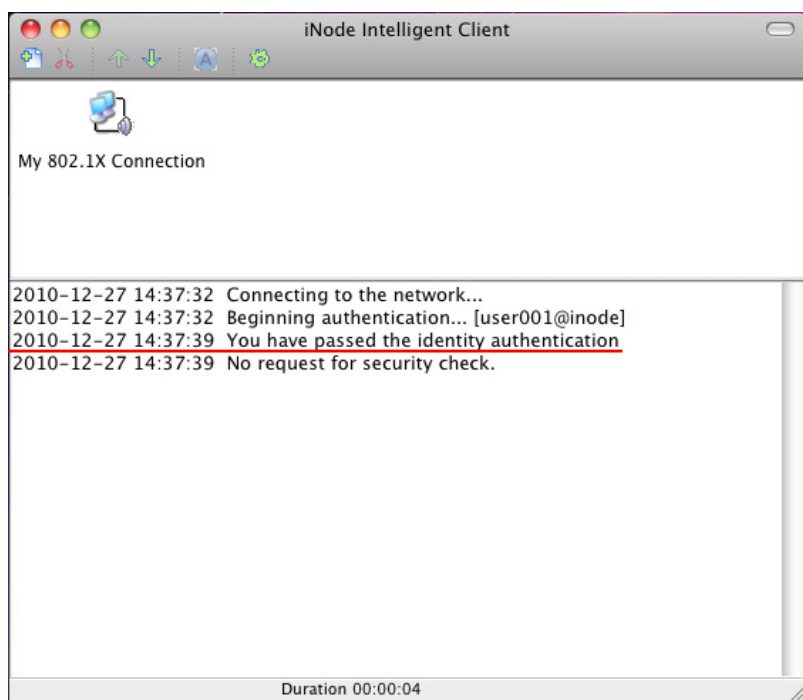 iNode Intelligent Client
My 802.1X Connection
2010-12-27 14:37:32 Connecting to the network...
2010-12-27 14:37:32 Beginning authentication... [user001@inode]
2010-12-27 14:37:39 You have passed the identity authentication
2010-12-27 14:37:39 No request for security check.
Duration 00:00:04